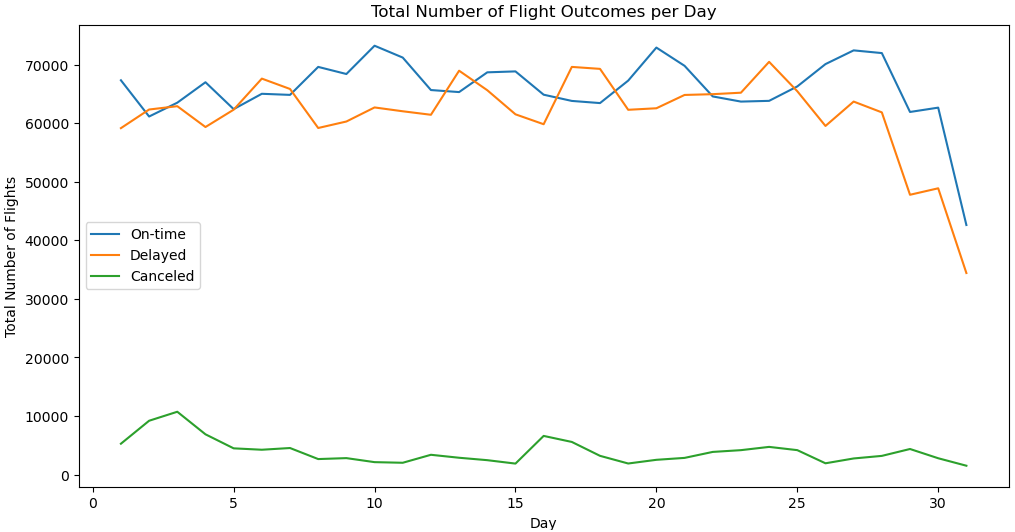 Total Number of Flight Outcomes per Day
Total Number of Flights
70000
60000
50000
40000
30000
20000
10000
0
On-time
Delayed
Canceled
0 5 10 15 20 25 30
Day